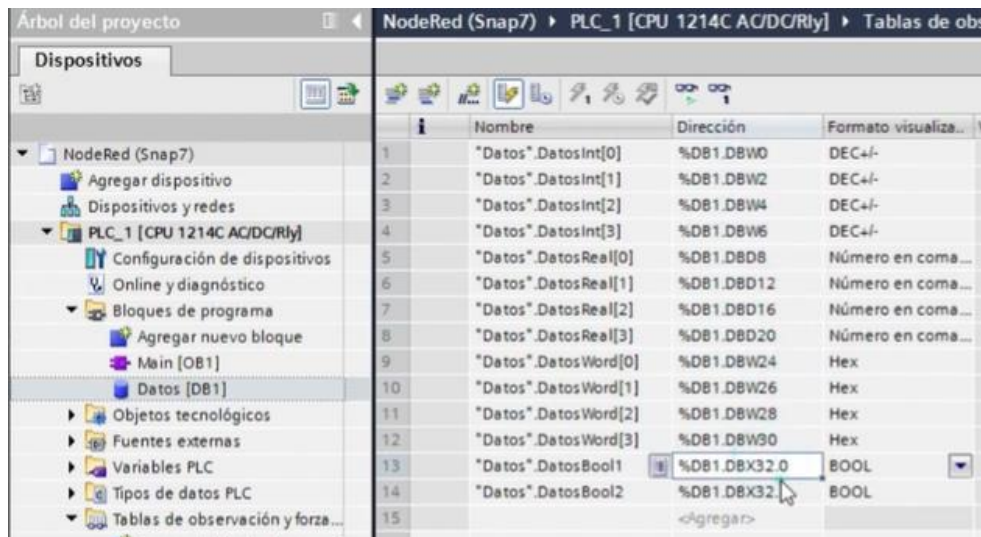 Árbol del proyecto
Dispositivos
NodeRed (Snap7)
Agregar dispositivo
Dispositivos y redes
PLC_1 [CPU 1214C AC/DC/Rly]
Configuración de dispositivos
Online y diagnóstico
Bloques de programa
Agregar nuevo bloque
Main [OB1]
Datos [DB1]
Objetos tecnológicos
Fuentes externas
Variables PLC
Tipos de datos PLC
Tablas de observación y forza...
NodeRed (Snap7) PLC_1 [CPU 1214C AC/DC/Rly] Tablas de obs
i Nombre Dirección Formato visualiza...
1 "Datos".DatosInt[0] %DB1.DBW0 DEC+/-
2 "Datos".DatosInt[1] %DB1.DBW2 DEC+/-
3 "Datos".DatosInt[2] %DB1.DBW4 DEC+/-
4 "Datos".DatosInt[3] %DB1.DBW6 DEC+/-
5 "Datos".DatosReal[0] %DB1.DBD8 Número en coma...
6 "Datos".DatosReal[1] %DB1.DBD12 Número en coma...
7 "Datos".DatosReal[2] %DB1.DBD16 Número en coma...
8 "Datos".DatosReal[3] %DB1.DBD20 Número en coma...
9 "Datos".DatosWord[0] %DB1.DBW24 Hex
10 "Datos".DatosWord[1] %DB1.DBW26 Hex
11 "Datos".DatosWord[2] %DB1.DBW28 Hex
12 "Datos".DatosWord[3] %DB1.DBW30 Hex
13 "Datos".DatosBool1 %DB1.DBX32.0 BOOL
14 "Datos".DatosBool2 %DB1.DBX32. BOOL
15 <Agregar>